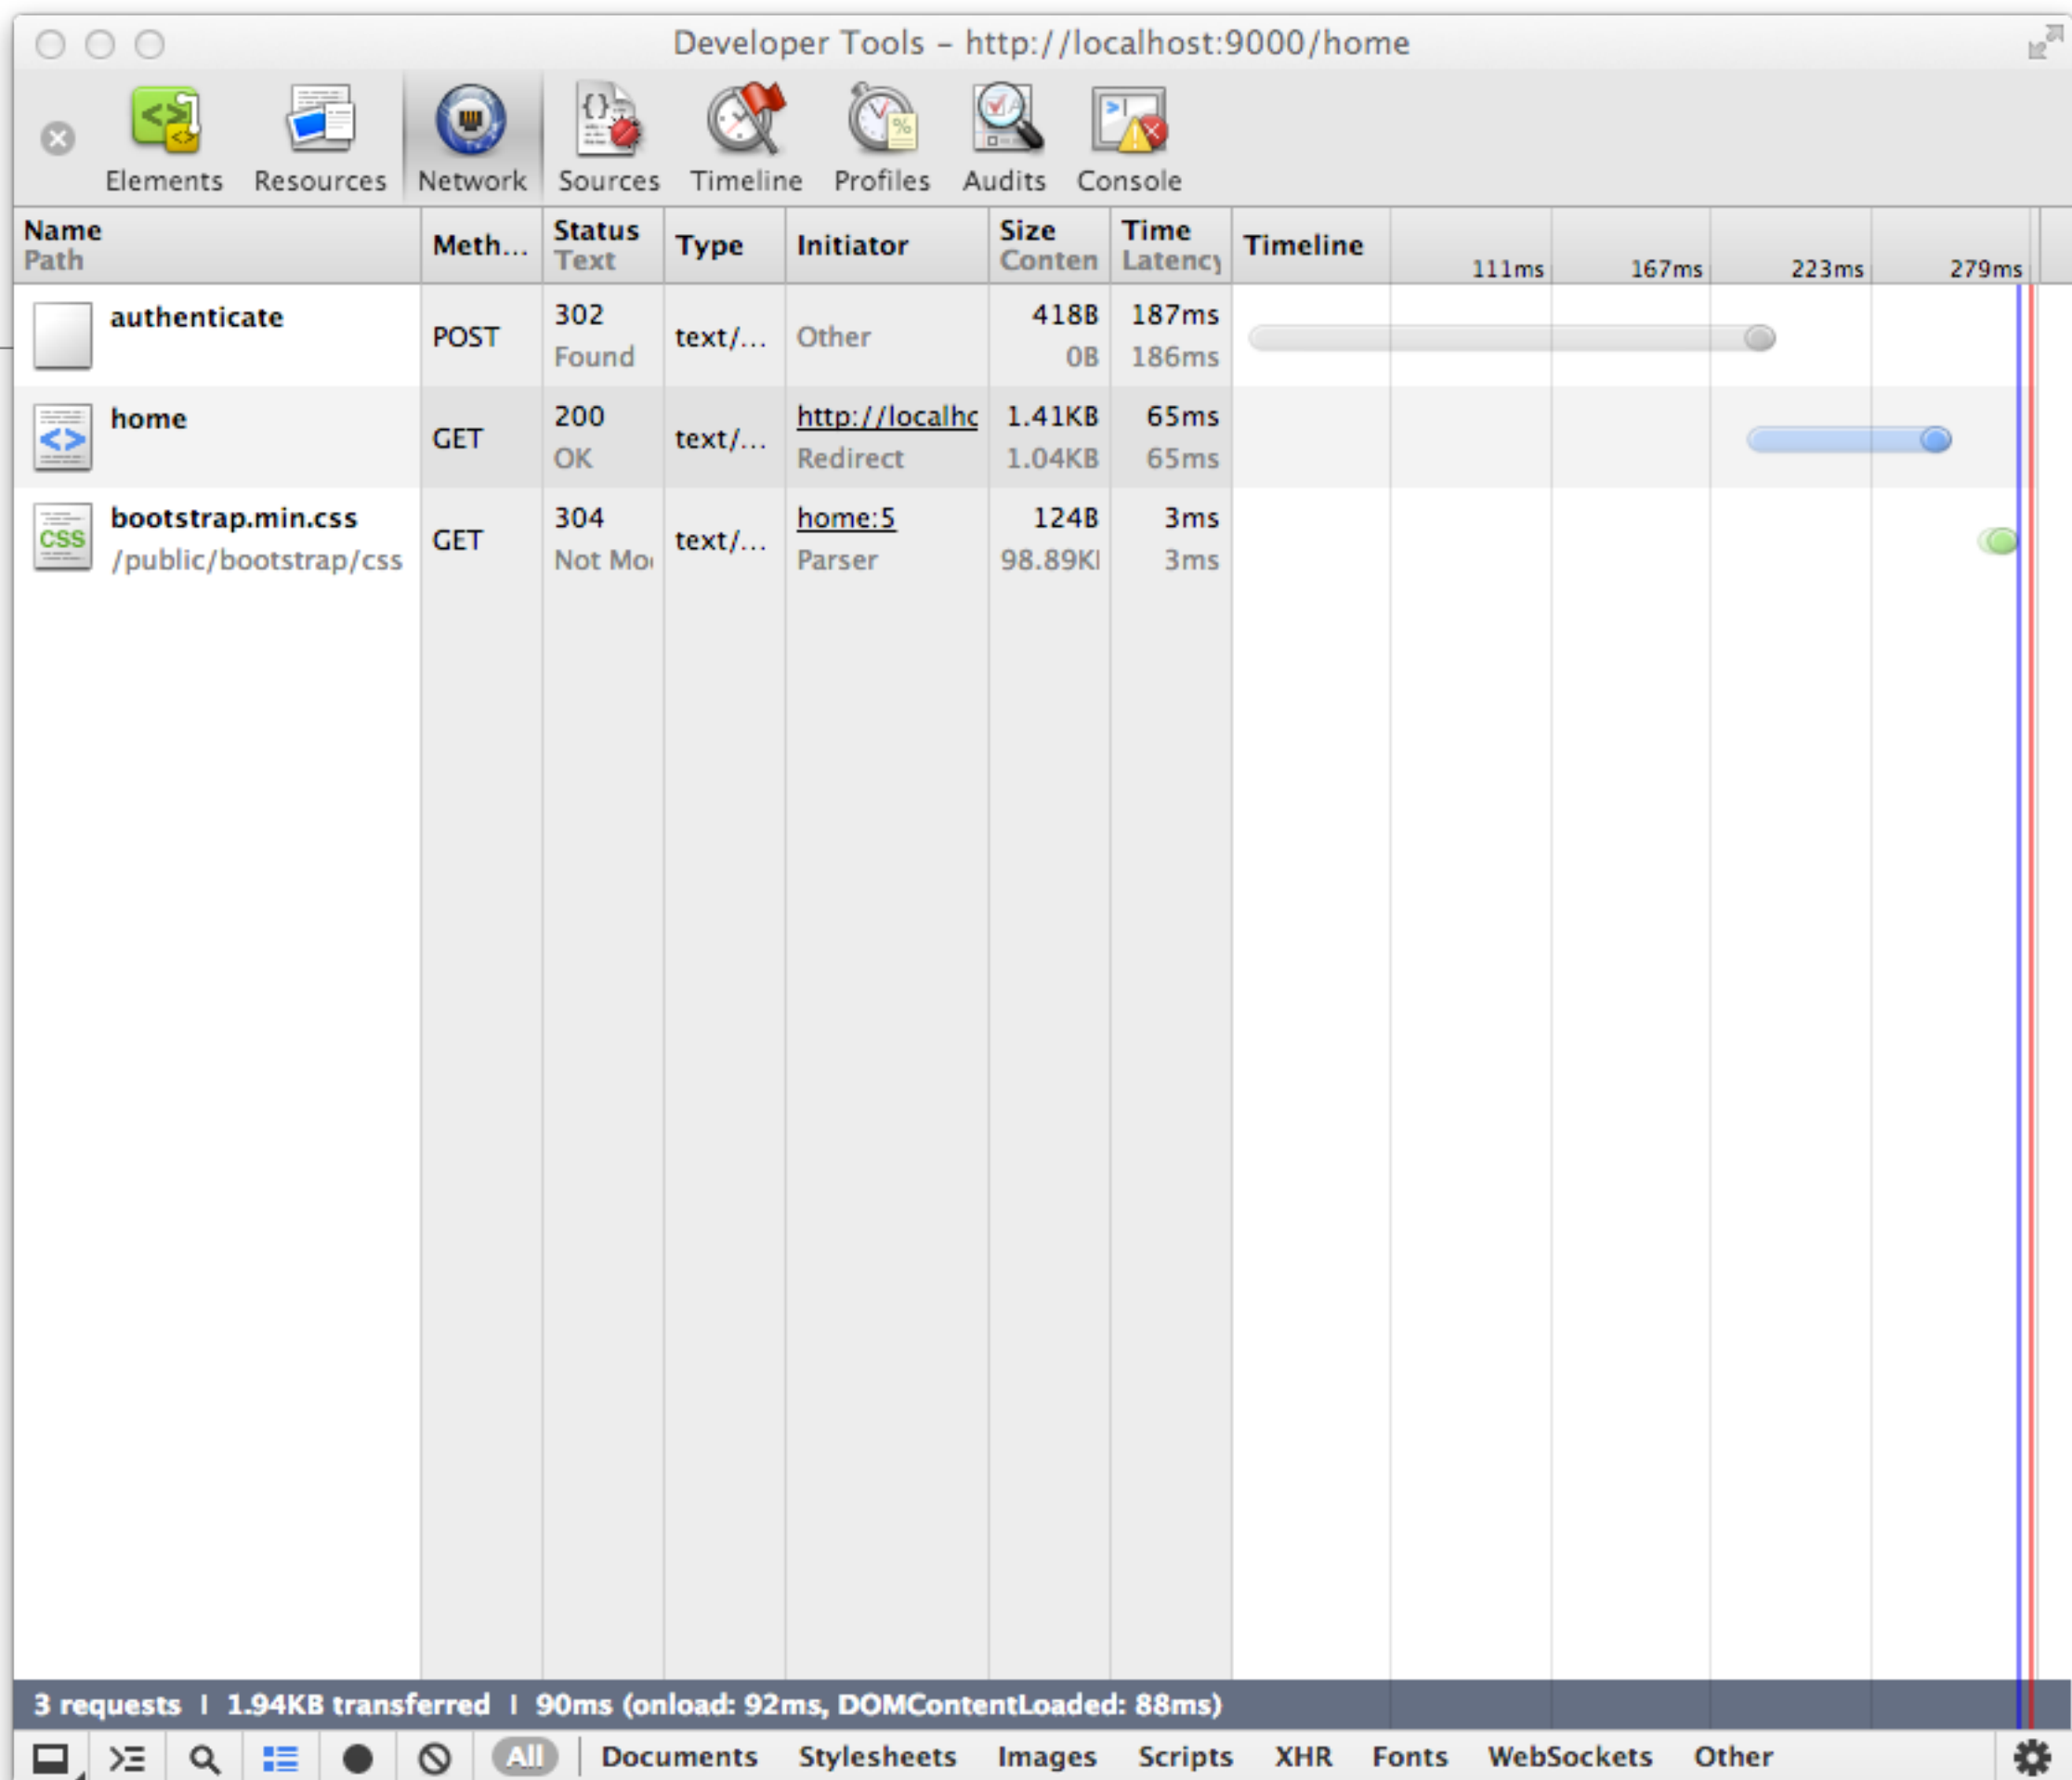 Developer Tools – http://localhost:9000/home
Elements Resources Network Sources Timeline Profiles Audits Console
Name Path Meth... Status Text Type Initiator Size Conten Time Latency Timeline 111ms 167ms 223ms 279ms
authenticate POST 302 Found text/... Other 418B 0B 187ms 186ms
home GET 200 OK text/... http://localhc Redirect 1.41KB 1.04KB 65ms 65ms
CSS bootstrap.min.css /public/bootstrap/css GET 304 Not Mo text/... home:5 Parser 124B 98.89K 3ms 3ms
3 requests | 1.94KB transferred | 90ms (onload: 92ms, DOMContentLoaded: 88ms)
All Documents Stylesheets Images Scripts XHR Fonts WebSockets Other